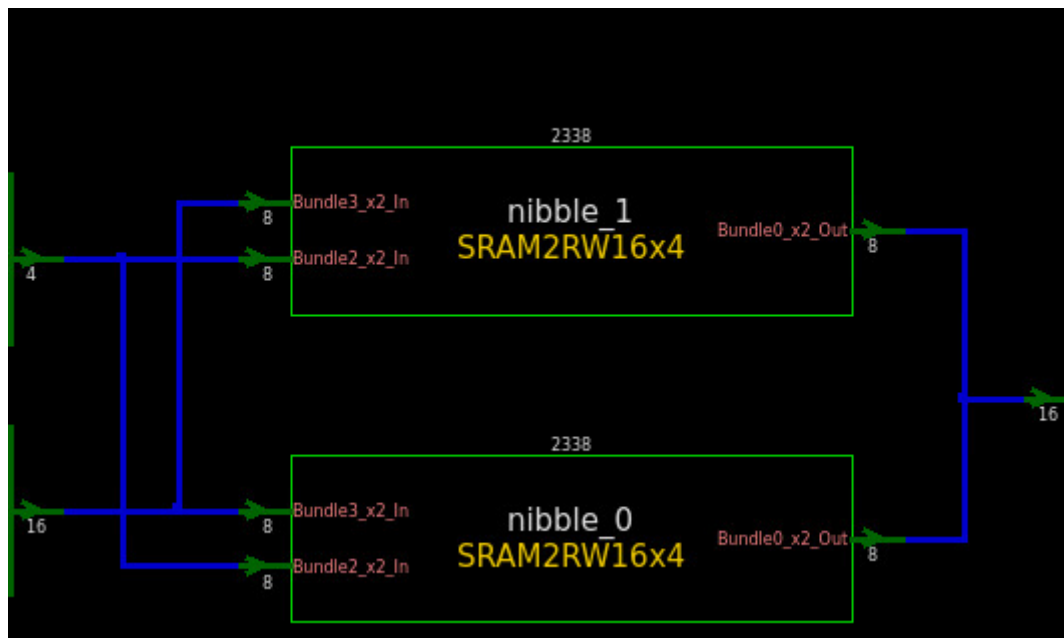 2338
Bundle3_x2_In
8
nibble_1
SRAM2RW16x4
Bundle0_x2_Out
8
4
Bundle2_x2_In
8
2338
16
Bundle3_x2_In
8
nibble_0
SRAM2RW16x4
Bundle0_x2_Out
8
Bundle2_x2_In
8
16